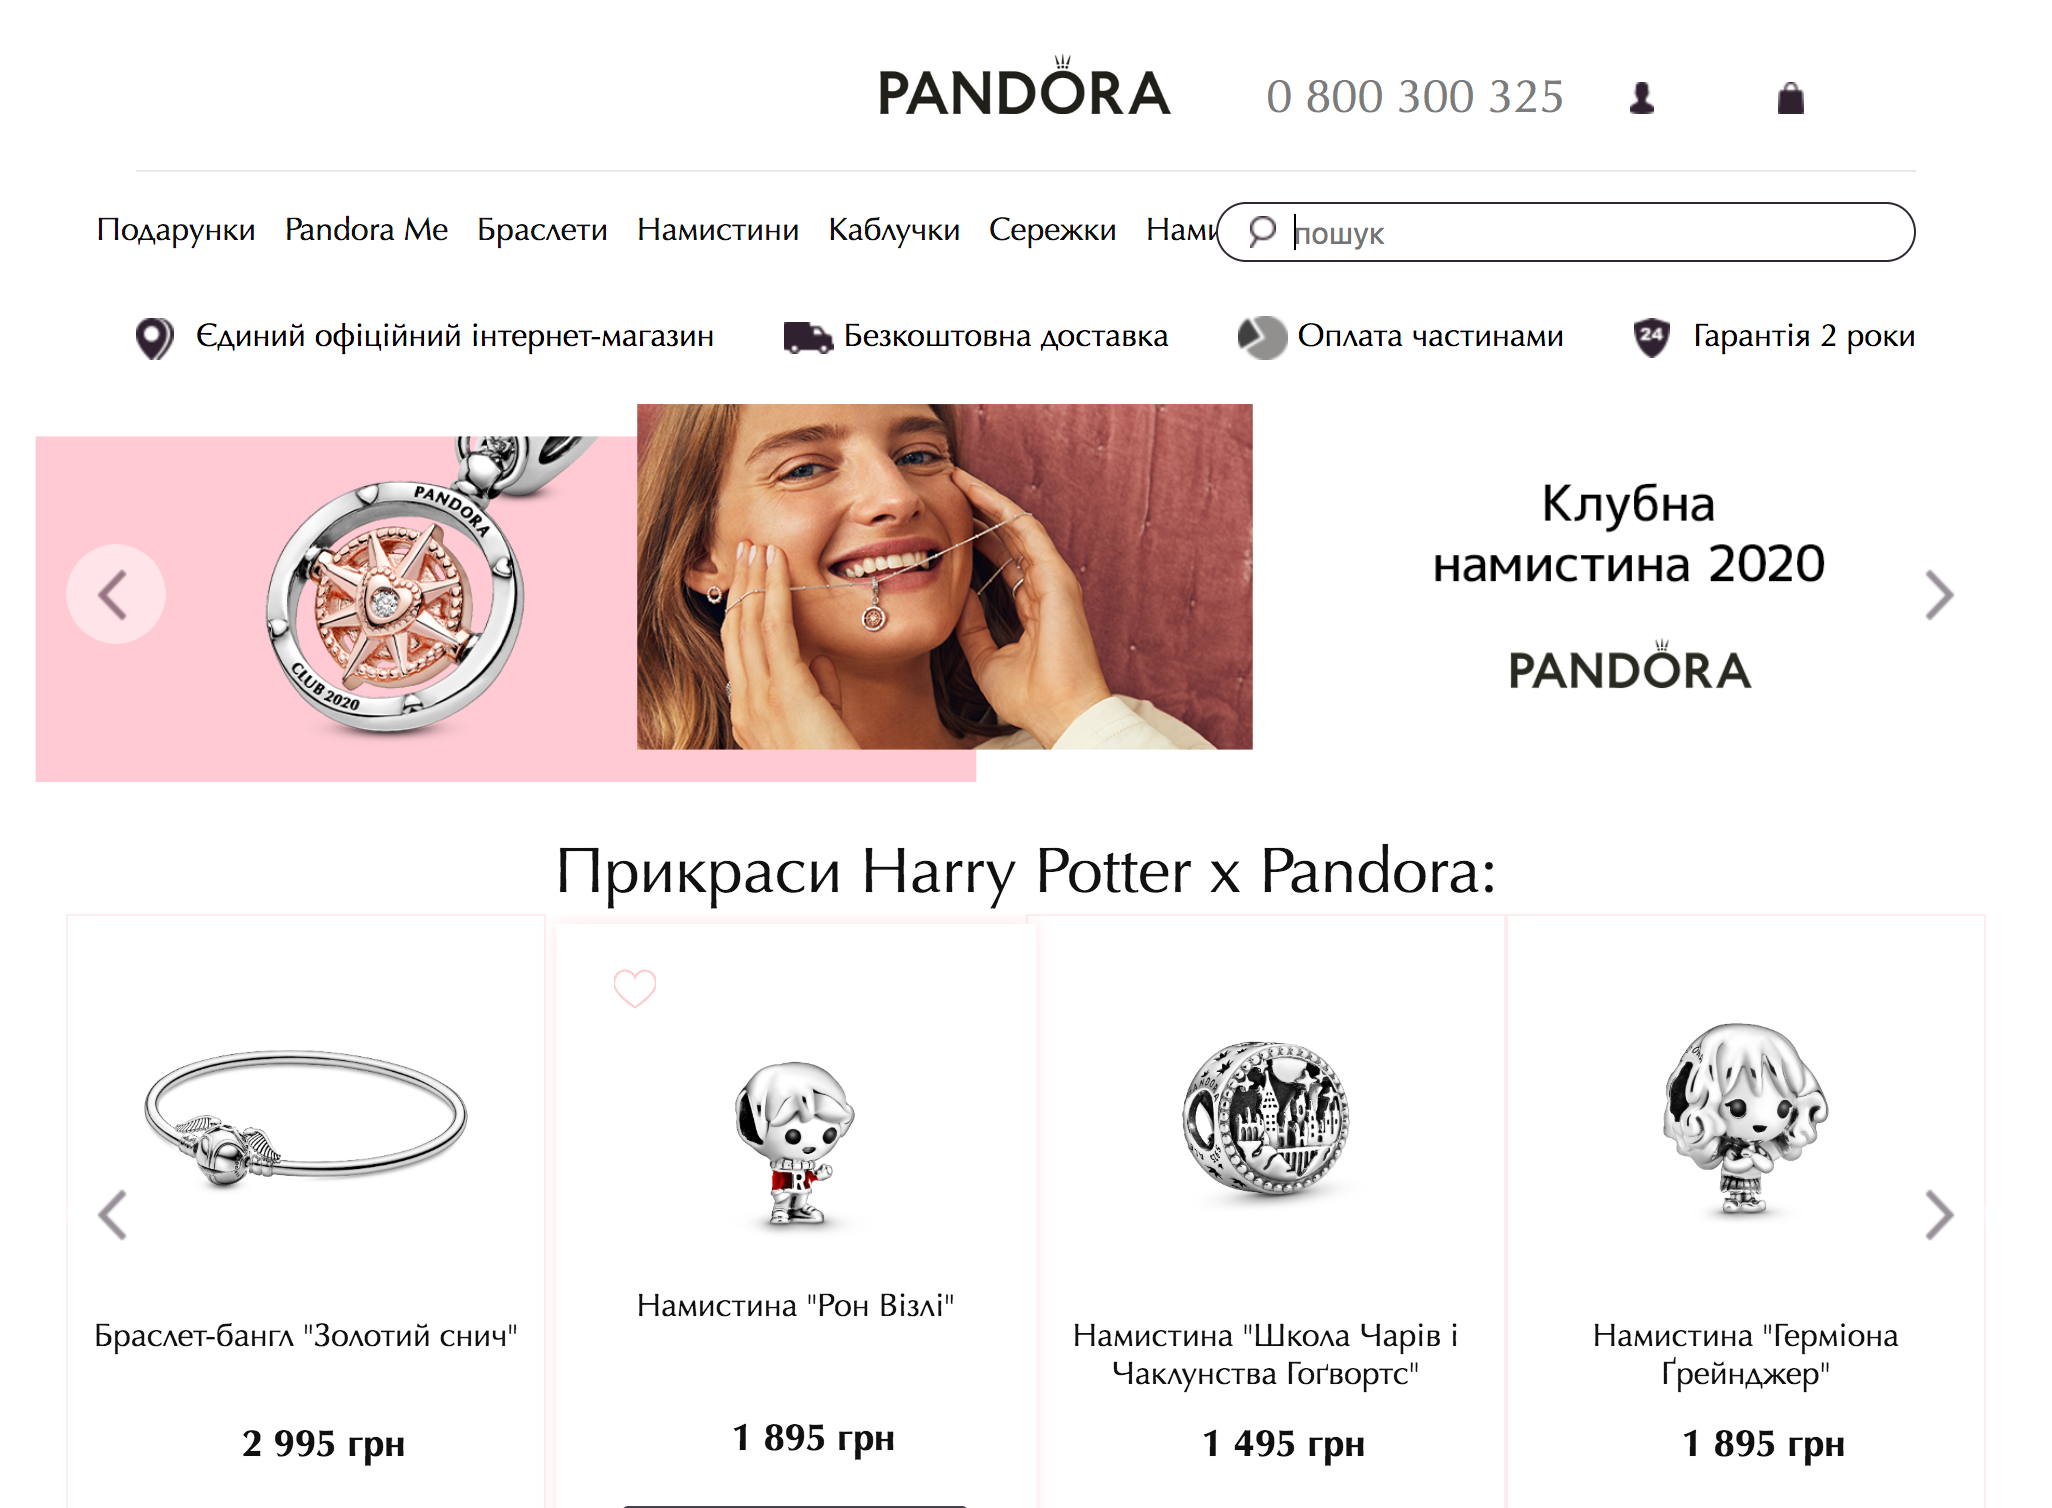 PANDORA
0 800 300 325
Подарунки Pandora Me Браслети Намистини Каблучки Сережки Нами
пошук
Єдиний офіційний інтернет-магазин
Безкоштовна доставка
Оплата частинами
24
Гарантія 2 роки
PANDORA
CLUB 2020
Клубна
намистина 2020
PANDORA
Прикраси Harry Potter x Pandora:
R
Браслет-бангл "Золотий снич"
2 995 грн
Намистина "Рон Візлі"
1 895 грн
Намистина "Школа Чарів і
Чаклунства Гоґвортс"
1 495 грн
Намистина "Герміона
Ґрейнджер"
1 895 грн